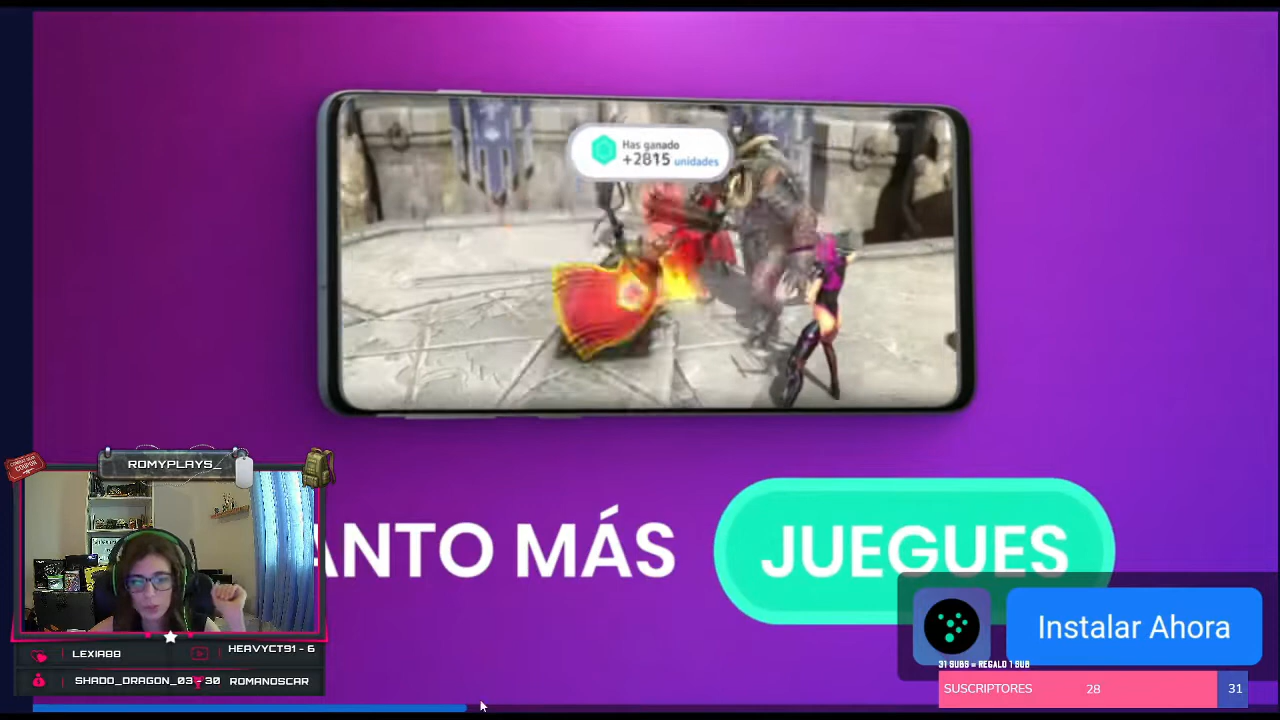 Has ganado
+2815 unidades
ANTO MÁS JUEGUES
Instalar Ahora
31 SUBS = REGALO 1 SUB
SUSCRIPTORES 28 31
ROMYPLAYS_
LEXIA88
HEAVYCT91 - 6
SHADO_DRAGON_03 - 30
ROMANOSCAR